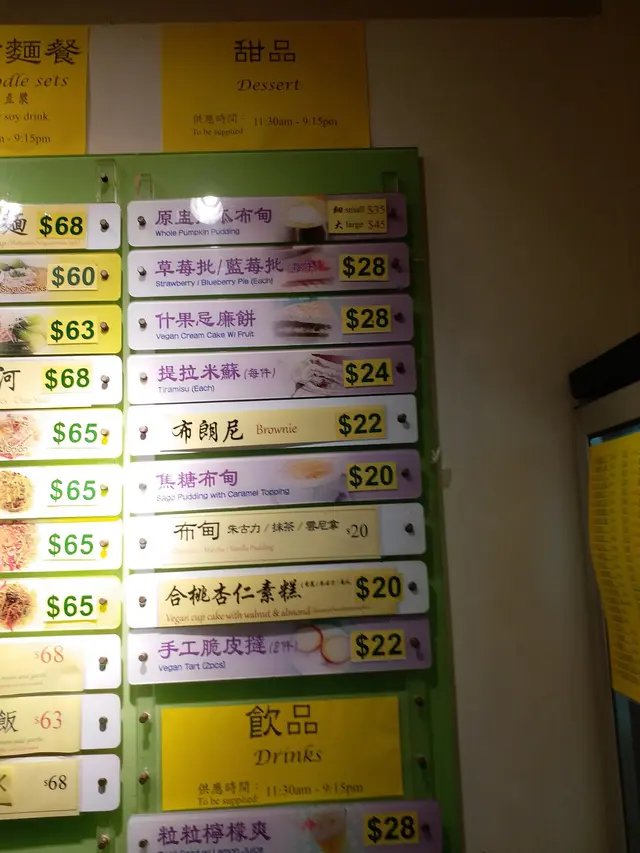 麵餐
dle sets
豆漿
soy drink
- 9:15pm
麵 $68
$60
$63
河 $68
$65
$65
$65
$65
$68
飯 $63
$68
甜品
Dessert
供應時間：
To be supplied
11:30am - 9:15pm
原盅瓜布甸
Whole Pumpkin Pudding
細 small $35
大 large $45
草莓批/藍莓批
Strawberry / Blueberry Pie (Each)
$28
什果忌廉餅
Vegan Cream Cake Wi Fruit
$28
提拉米蘇 (每件)
Tiramisu (Each)
$24
布朗尼 Brownie $22
焦糖布甸
Sago Pudding with Caramel Topping
$20
布甸 朱古力 / 抹茶 / 雲尼拿 $20
合桃杏仁素糕
Vegan cup cake with walnut & almond
$20
手工脆皮撻 (2件)
Vegan Tart (2pcs)
$22
飲品
Drinks
供應時間：
To be supplied:
11:30am - 9:15pm
粒粒檸檬爽
$28